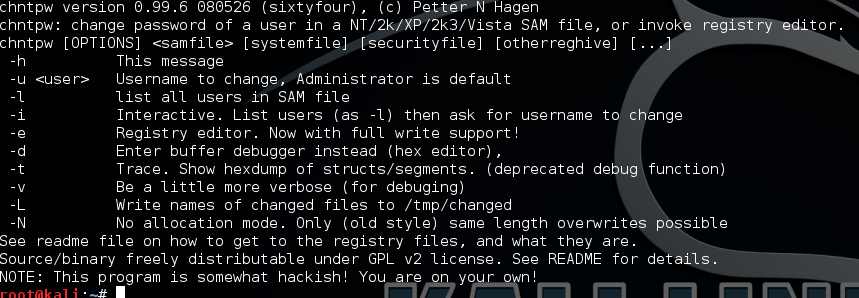 chntpw version 0.99.6 080526 (sixtyfour), (c) Petter N Hagen
chntpw: change password of a user in a NT/2k/XP/2k3/Vista SAM file, or invoke registry editor.
chntpw [OPTIONS] <samfile> [systemfile] [securityfile] [otherreghive] [...]
-h This message
-u <user> Username to change, Administrator is default
-l list all users in SAM file
-i Interactive. List users (as -l) then ask for username to change
-e Registry editor. Now with full write support!
-d Enter buffer debugger instead (hex editor),
-t Trace. Show hexdump of structs/segments. (deprecated debug function)
-v Be a little more verbose (for debuging)
-L Write names of changed files to /tmp/changed
-N No allocation mode. Only (old style) same length overwrites possible
See readme file on how to get to the registry files, and what they are.
Source/binary freely distributable under GPL v2 license. See README for details.
NOTE: This program is somewhat hackish! You are on your own!
root@kali:~#
KALI LINUX